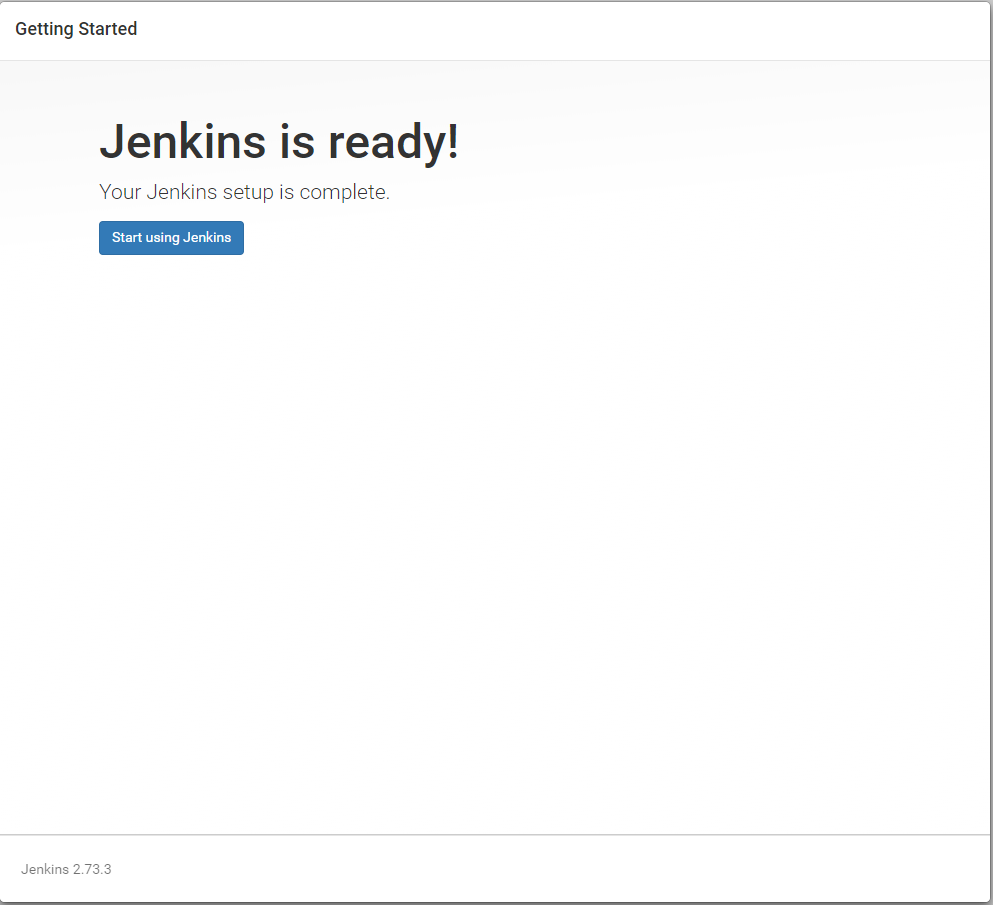 Getting Started
Jenkins is ready!
Your Jenkins setup is complete.
Start using Jenkins
Jenkins 2.73.3